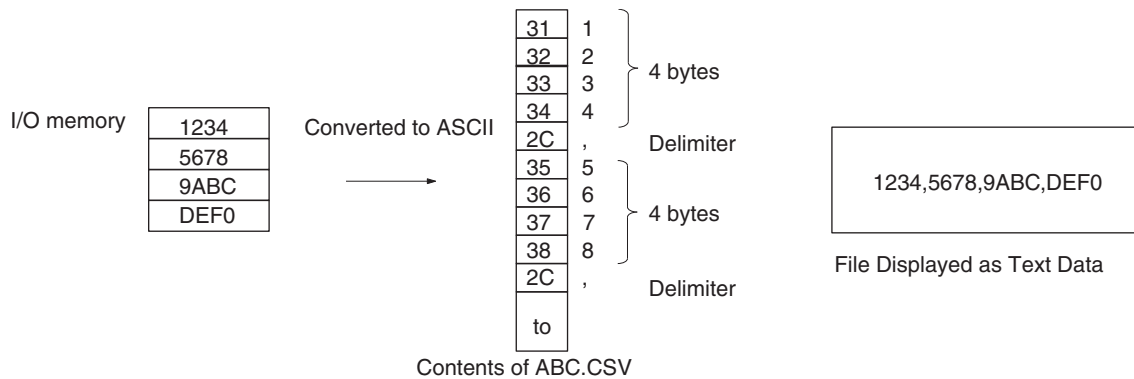 I/O memory
1234
5678
9ABC
DEF0
Converted to ASCII
31 1
32 2
33 3
34 4
4 bytes
2C ,
Delimiter
35 5
36 6
37 7
38 8
4 bytes
2C ,
Delimiter
to
Contents of ABC.CSV
1234,5678,9ABC,DEF0
File Displayed as Text Data